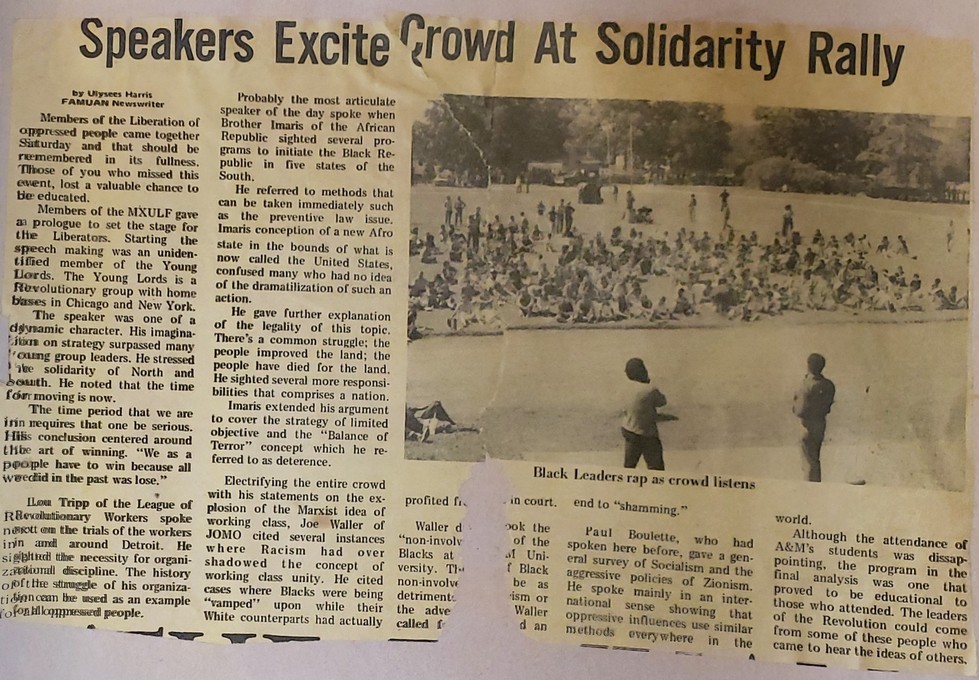 Speakers Excite Crowd At Solidarity Rally
by Ulysees Harris
FAMUAN Newswriter
Members of the Liberation of
oppressed people came together
Saturday and that should be
remembered in its fullness.
Those of you who missed this
event, lost a valuable chance to
be educated.
Members of the MXULF gave
a prologue to set the stage for
the Liberators. Starting the
speech making was an uniden-
tified member of the Young
Lords. The Young Lords is a
Revolutionary group with home
bases in Chicago and New York.
The speaker was one of a
dynamic character. His imagina-
tion on strategy surpassed many
young group leaders. He stressed
the solidarity of North and
South. He noted that the time
for moving is now.
The time period that we are
in requires that one be serious.
His conclusion centered around
the art of winning. “We as a
people have to win because all
we did in the past was lose.”
Lou Tripp of the League of
Revolutionary Workers spoke
next on the trials of the workers
in and around Detroit. He
sighted the necessity for organi-
zational discipline. The history
of the struggle of his organiza-
tion can be used as an example
for all oppressed people.
Probably the most articulate
speaker of the day spoke when
Brother Imaris of the African
Republic sighted several pro-
grams to initiate the Black Re-
public in five states of the
South.
He referred to methods that
can be taken immediately such
as the preventive law issue.
Imaris conception of a new Afro
state in the bounds of what is
now called the United States,
confused many who had no idea
of the dramatilization of such an
action.
He gave further explanation
of the legality of this topic.
There's a common struggle; the
people improved the land; the
people have died for the land.
He sighted several more responsi-
bilities that comprises a nation.
Imaris extended his argument
to cover the strategy of limited
objective and the “Balance of
Terror” concept which he re-
ferred to as deterence.
Electrifying the entire crowd
with his statements on the ex-
plosion of the Marxist idea of
working class, Joe Waller of
JOMO cited several instances
where Racism had over
shadowed the concept of
working class unity. He cited
cases where Blacks were being
“vamped” upon while their
White counterparts had actually
Black Leaders rap as crowd listens
profited in court.
Waller ook the
“non-involv of the
Blacks at Uni-
versity. Th f Black
non-involve be as
detriment ism or
the adve Waller
called f d an
end to “shamming.”
Paul Boulette, who had
spoken here before, gave a gen-
eral survey of Socialism and the
aggressive policies of Zionism.
He spoke mainly in an inter-
national sense showing that
oppressive influences use similar
methods everywhere in the
world.
Although the attendance of
A&M's students was dissap-
pointing, the program in the
final analysis was one that
proved to be educational to
those who attended. The leaders
of the Revolution could come
from some of these people who
came to hear the ideas of others.